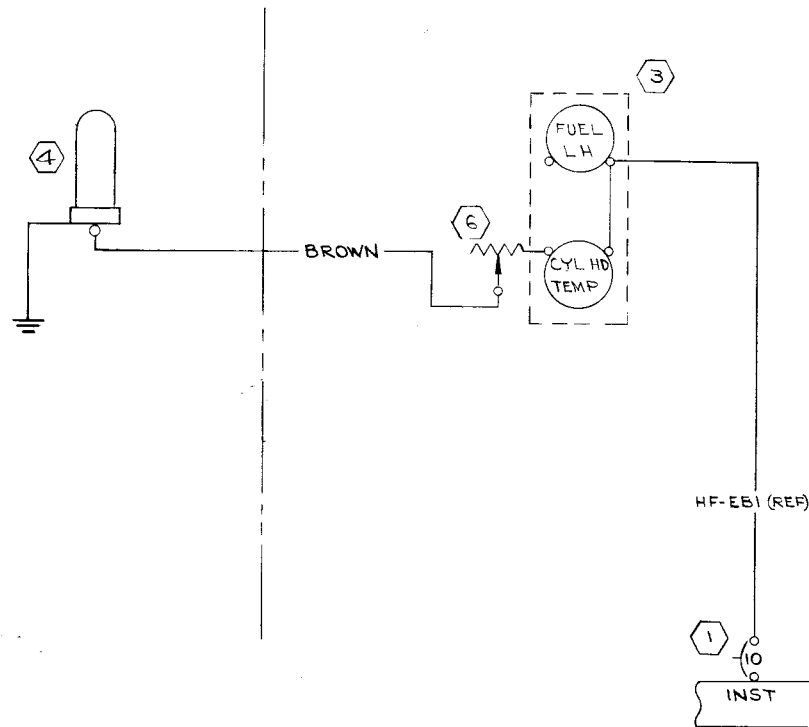 3
FUEL
LH
4
6
BROWN
CYL HD
TEMP
HF-EB1 (REF)
1
10
INST